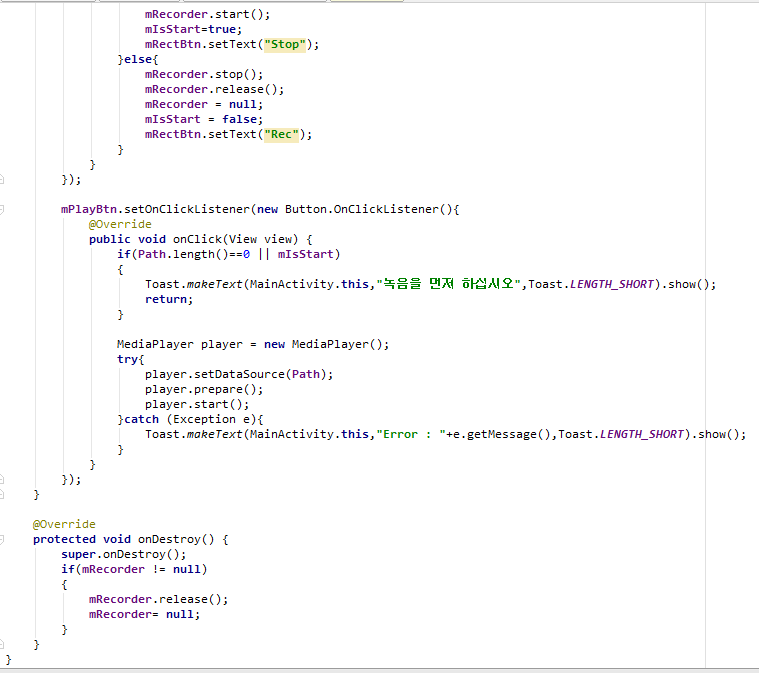 mRecorder.start();
mIsStart=true;
mRectBtn.setText("Stop");
}else{
mRecorder.stop();
mRecorder.release();
mRecorder = null;
mIsStart = false;
mRectBtn.setText("Rec");
}
}
});
mPlayBtn.setOnClickListener(new Button.OnClickListener(){
@Override
public void onClick(View view) {
if(Path.length()==0 || mIsStart)
{
Toast.makeText(MainActivity.this,"녹음을 먼저 하십시오",Toast.LENGTH_SHORT).show();
return;
}
MediaPlayer player = new MediaPlayer();
try{
player.setDataSource(Path);
player.prepare();
player.start();
}catch (Exception e){
Toast.makeText(MainActivity.this,"Error : "+e.getMessage(),Toast.LENGTH_SHORT).show();
}
}
});
}
@Override
protected void onDestroy() {
super.onDestroy();
if(mRecorder != null)
{
mRecorder.release();
mRecorder= null;
}
}
}